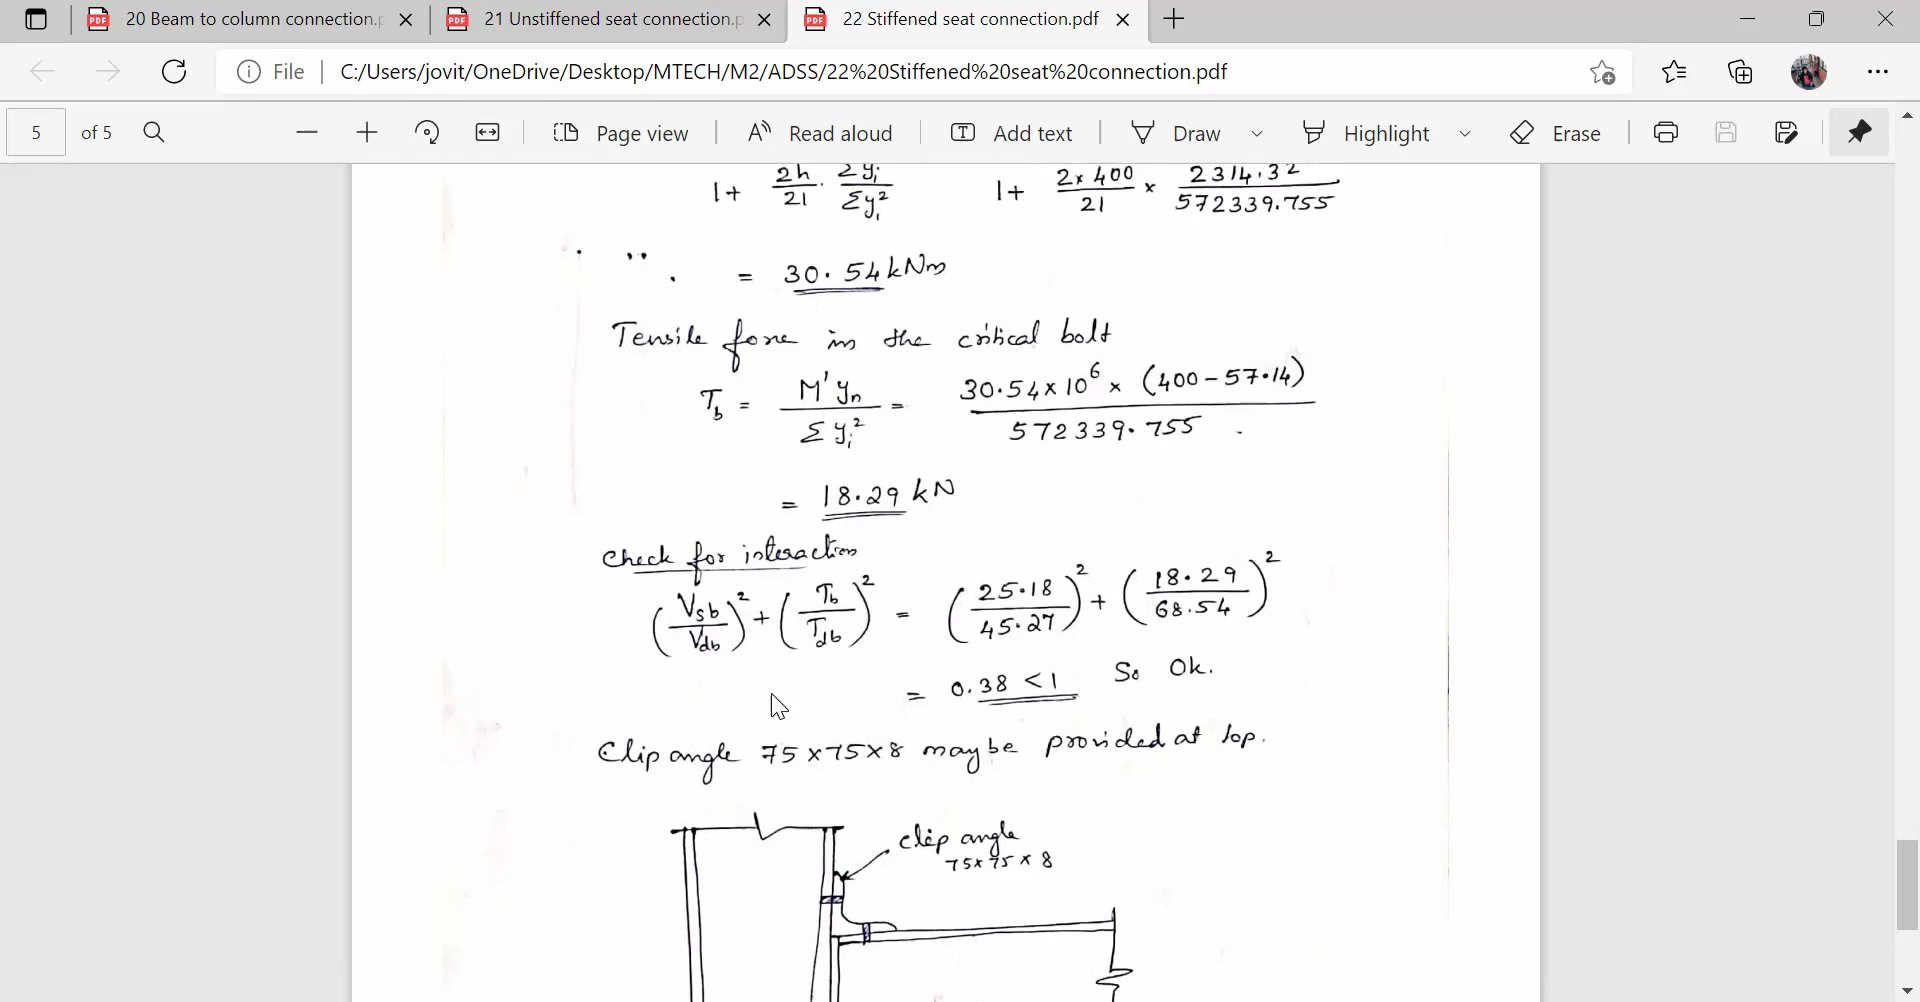 20 Beam to column connection.p
21 Unstiffened seat connection.p
22 Stiffened seat connection.pdf
File
C:/Users/jovit/OneDrive/Desktop/MTECH/M2/ADSS/22%20Stiffened%20seat%20connection.pdf
5 of 5
Page view
Read aloud
Add text
Draw
Highlight
Erase
1+ 2h/21 · Σyi/Σyi² 1+ 2×400/21 × 2314.32/572339.755
= 30.54 kNm
Tensile force in the critical bolt
Tb = M'yn/Σyi² = 30.54×10⁶ × (400-57.14)/572339.755
= 18.29 kN
Check for interaction
(Vsb/Vdb)² + (Tb/Tdb)² = (25.18/45.27)² + (18.29/68.54)²
= 0.38 <1 So Ok.
Clip angle 75×75×8 may be provided at top.
clip angle
75×75×8